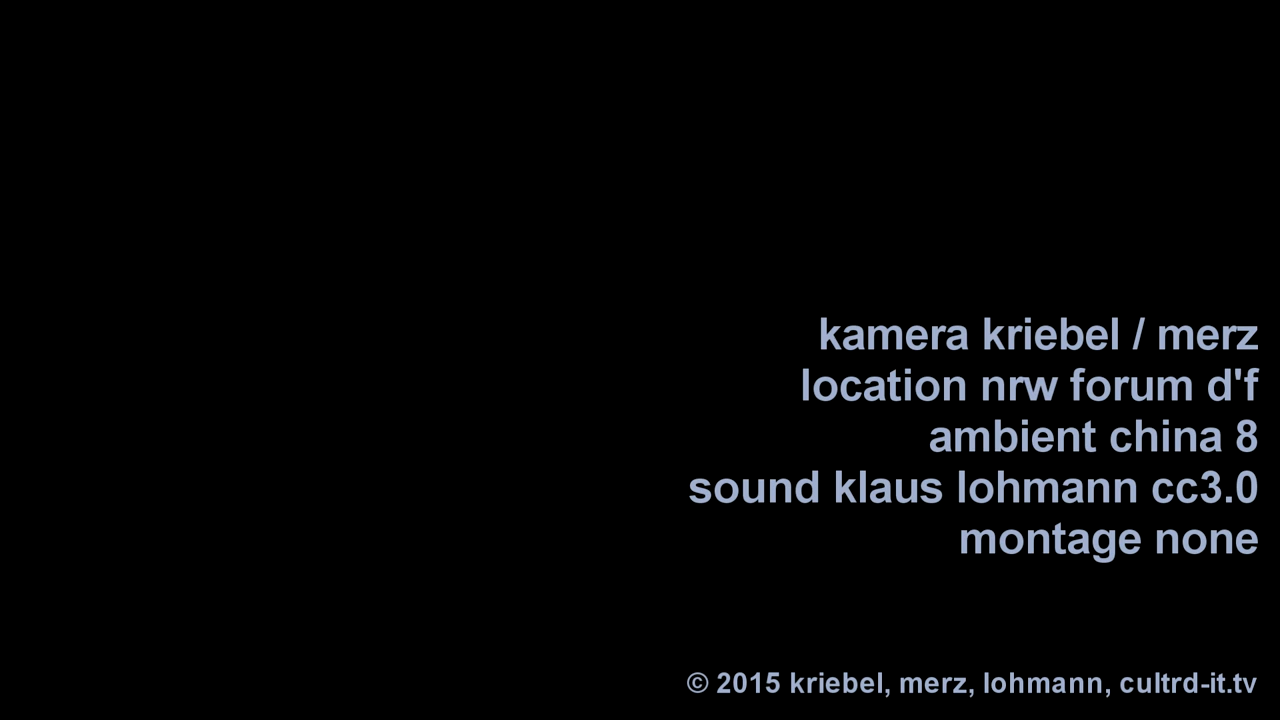 kamera kriebel / merz
location nrw forum d'f
ambient china 8
sound klaus lohmann cc3.0
montage none
© 2015 kriebel, merz, lohmann, cultrd-it.tv